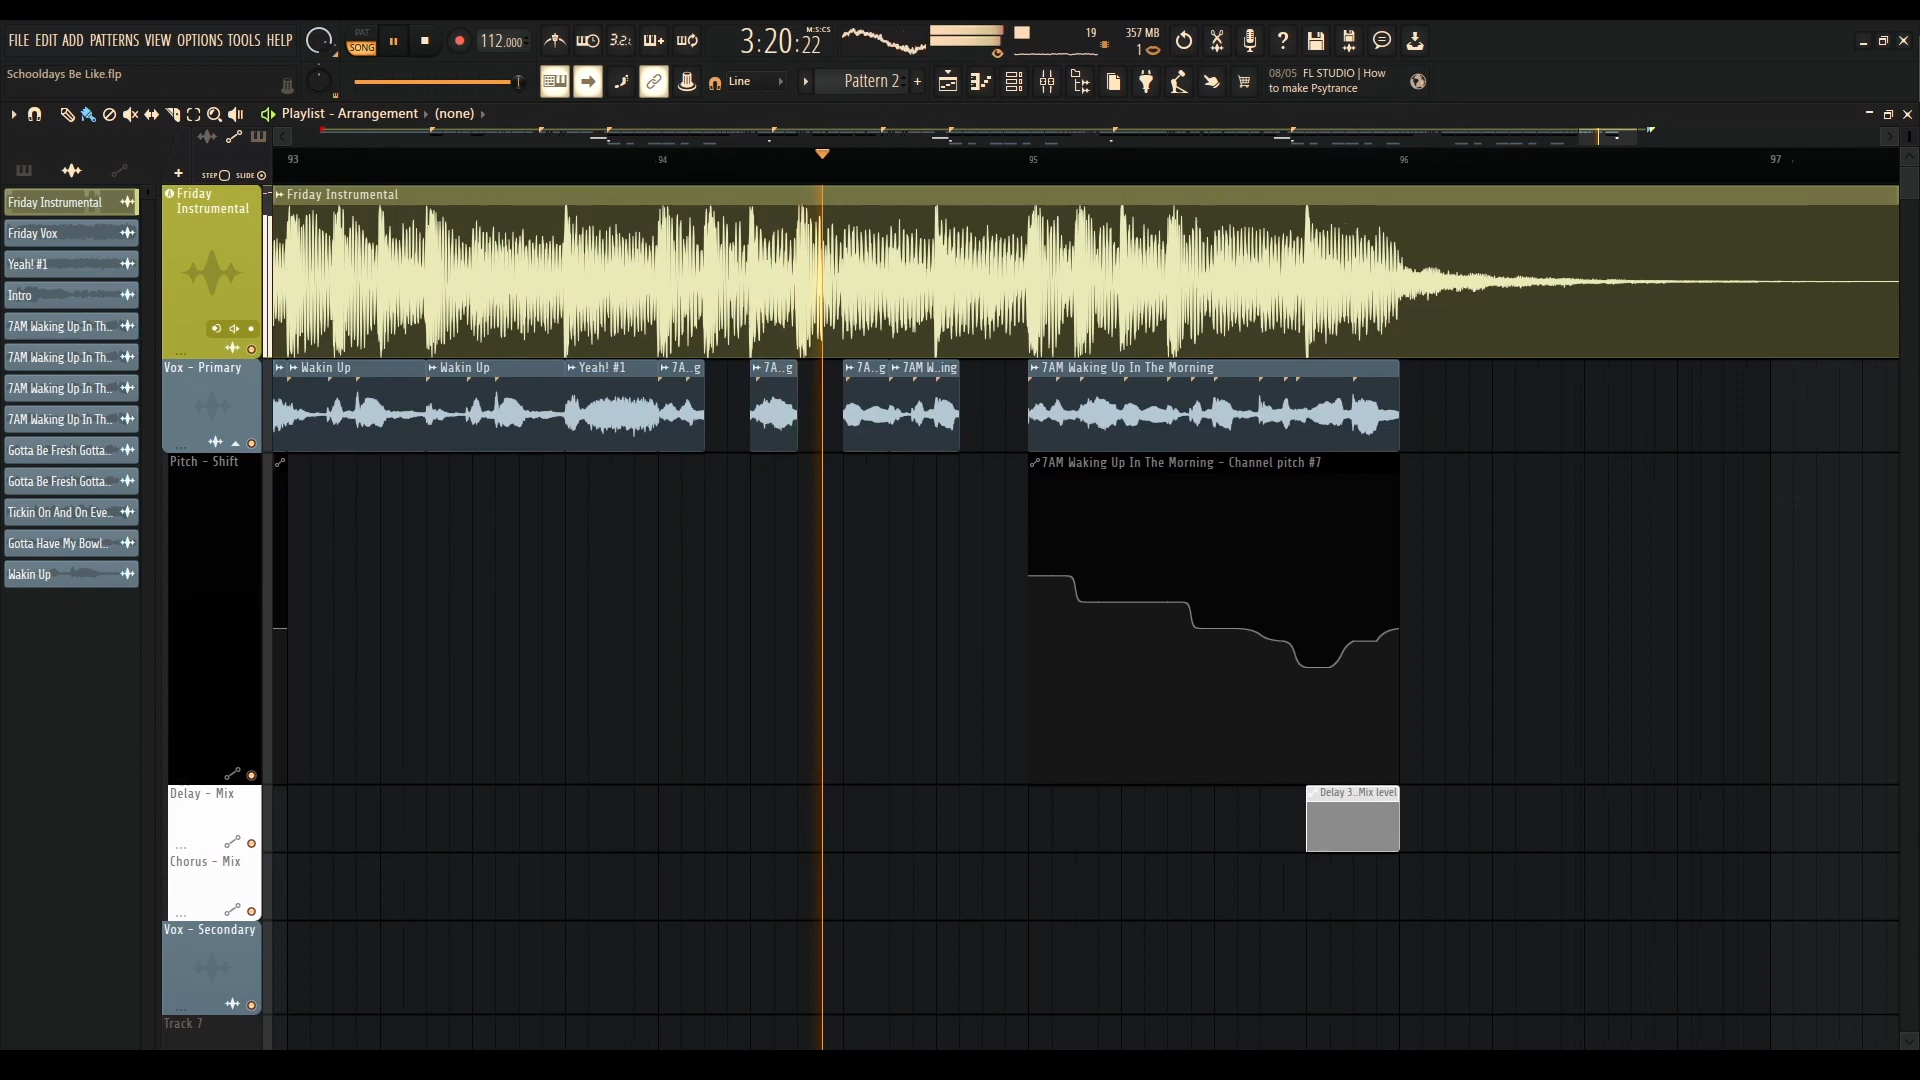 FILE EDIT ADD PATTERNS VIEW OPTIONS TOOLS HELP
PAT
SONG
112.000
3.2.
3:20:22
M:S:CS
19
357 MB
1
Schooldays Be Like.flp
Line
Pattern 2
+
08/05 FL STUDIO | How
to make Psytrance
Playlist - Arrangement (none)
93
94
95
96
97
STEP SLIDE
Friday Instrumental
Friday Vox
Yeah! #1
Intro
7AM Waking Up In Th..
7AM Waking Up In Th..
7AM Waking Up In Th..
7AM Waking Up In Th..
Gotta Be Fresh Gotta..
Gotta Be Fresh Gotta..
Tickin On And On Eve..
Gotta Have My Bowl..
Wakin Up
Friday
Instrumental
Friday Instrumental
Vox - Primary
Wakin Up
Wakin Up
Yeah! #1
7A..g
7A..g
7A..g
7AM W..ing
7AM Waking Up In The Morning
Pitch - Shift
7AM Waking Up In The Morning - Channel pitch #7
Delay - Mix
Delay 3..Mix level
Chorus - Mix
Vox - Secondary
Track 7